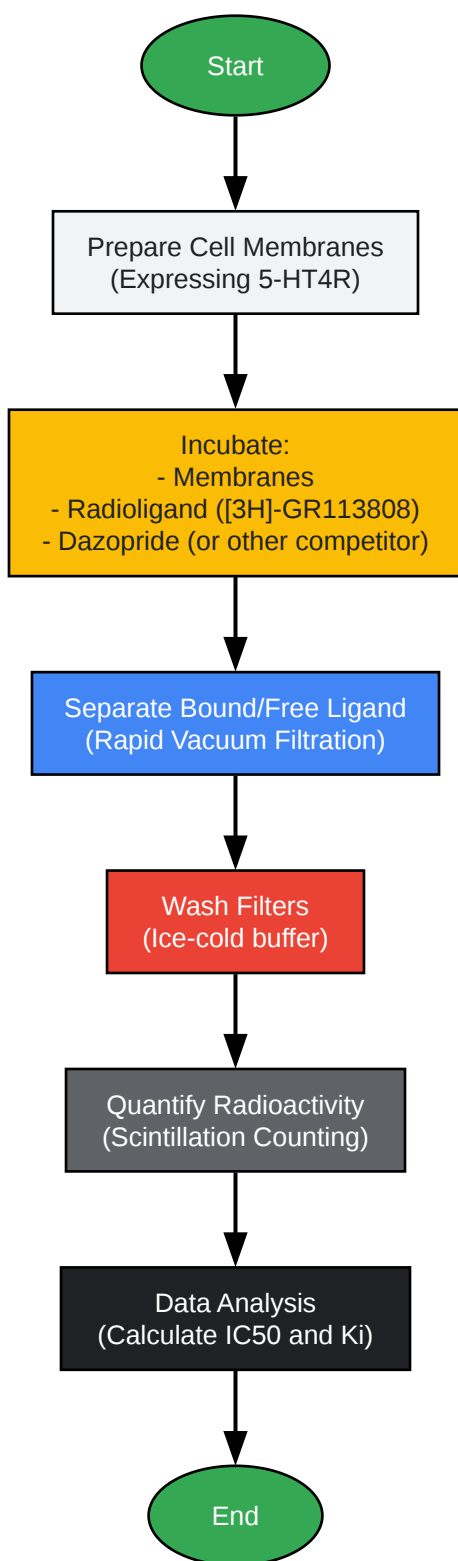 Start
Prepare Cell Membranes
(Expressing 5-HT4R)
Incubate:
- Membranes
- Radioligand ([3H]-GR113808)
- Dazopride (or other competitor)
Separate Bound/Free Ligand
(Rapid Vacuum Filtration)
Wash Filters
(Ice-cold buffer)
Quantify Radioactivity
(Scintillation Counting)
Data Analysis
(Calculate IC50 and Ki)
End